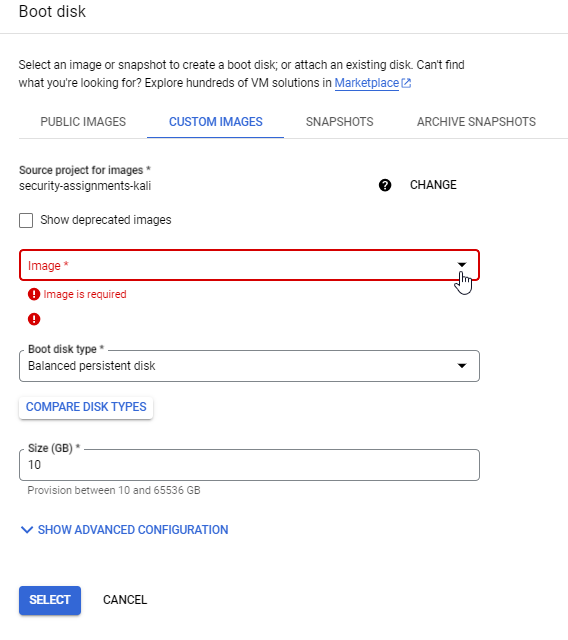 Boot disk
Select an image or snapshot to create a boot disk; or attach an existing disk. Can't find
what you're looking for? Explore hundreds of VM solutions in Marketplace
PUBLIC IMAGES
CUSTOM IMAGES
SNAPSHOTS
ARCHIVE SNAPSHOTS
Source project for images *
security-assignments-kali
CHANGE
Show deprecated images
Image *
Image is required
Boot disk type *
Balanced persistent disk
COMPARE DISK TYPES
Size (GB) *
10
Provision between 10 and 65536 GB
SHOW ADVANCED CONFIGURATION
SELECT
CANCEL